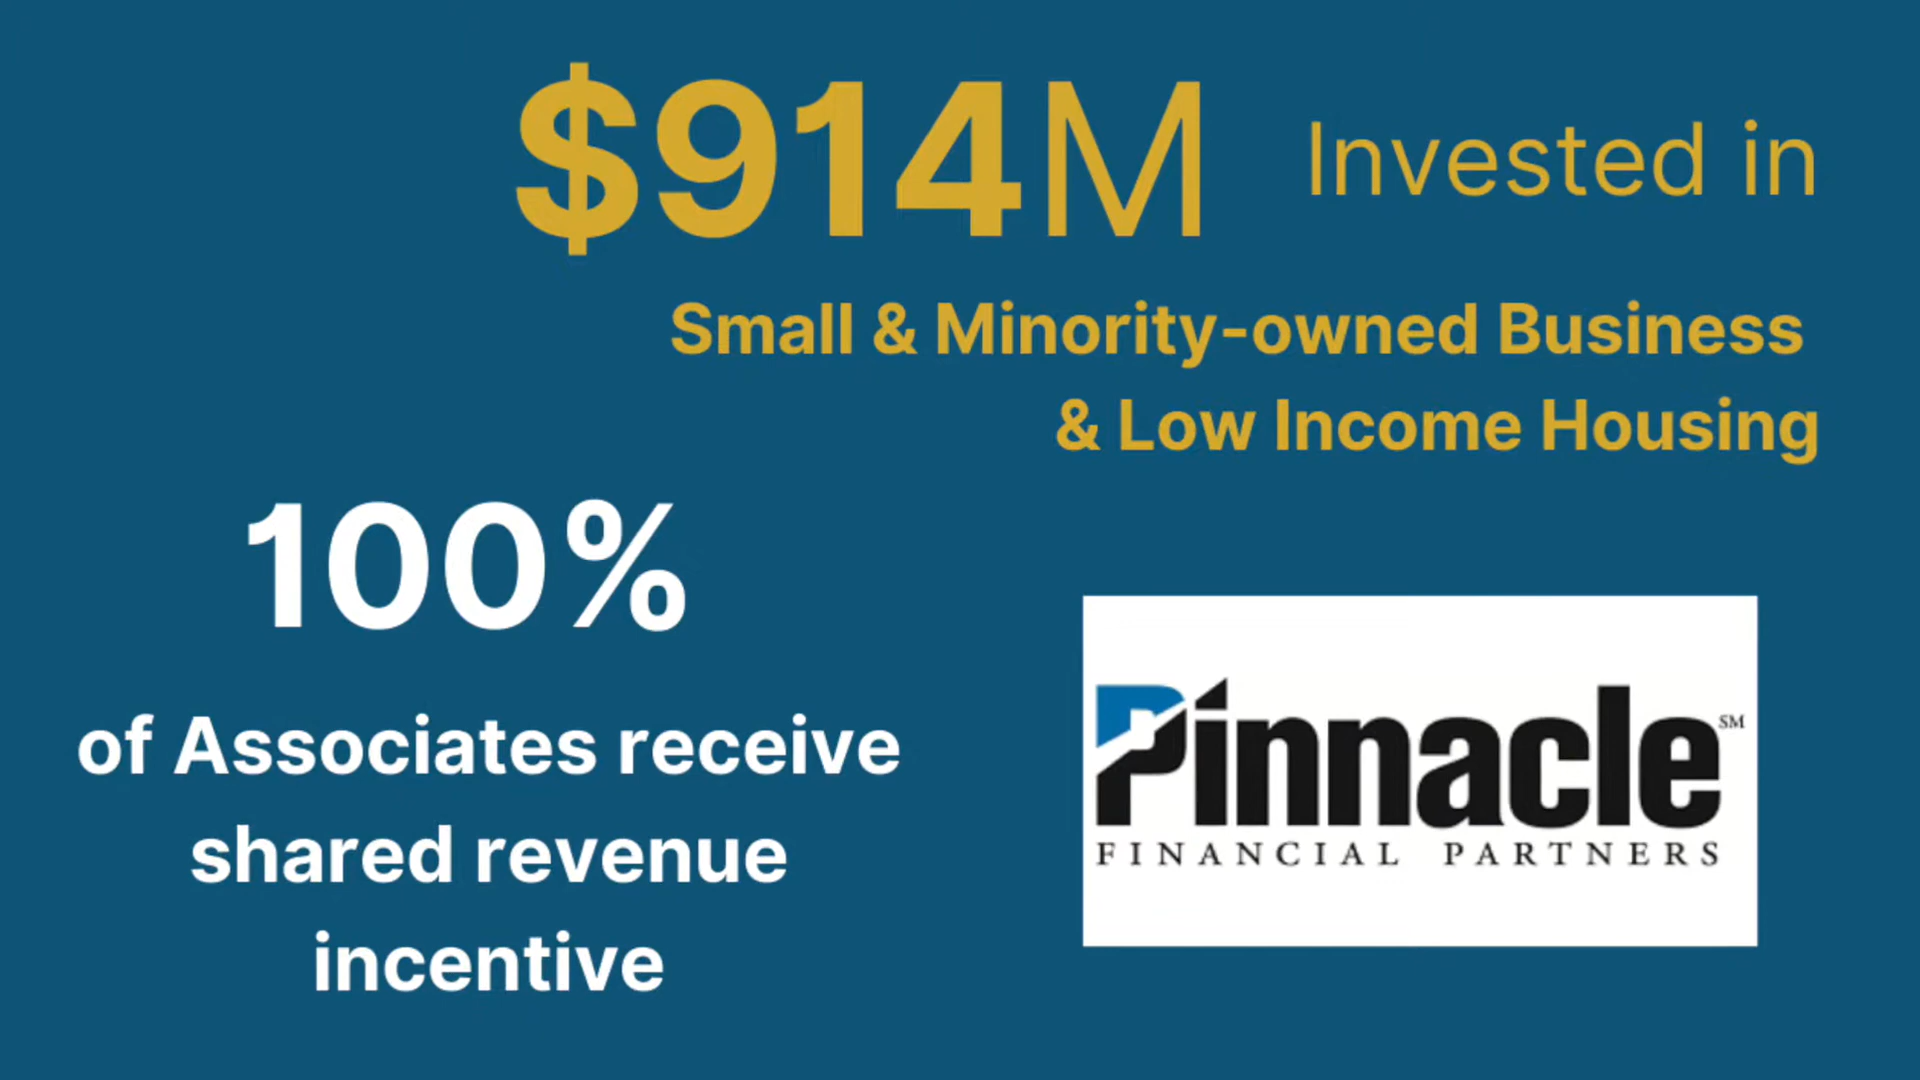 $914M Invested in
Small & Minority-owned Business
& Low Income Housing
100%
of Associates receive
shared revenue
incentive
Pinnacle SM
FINANCIAL PARTNERS